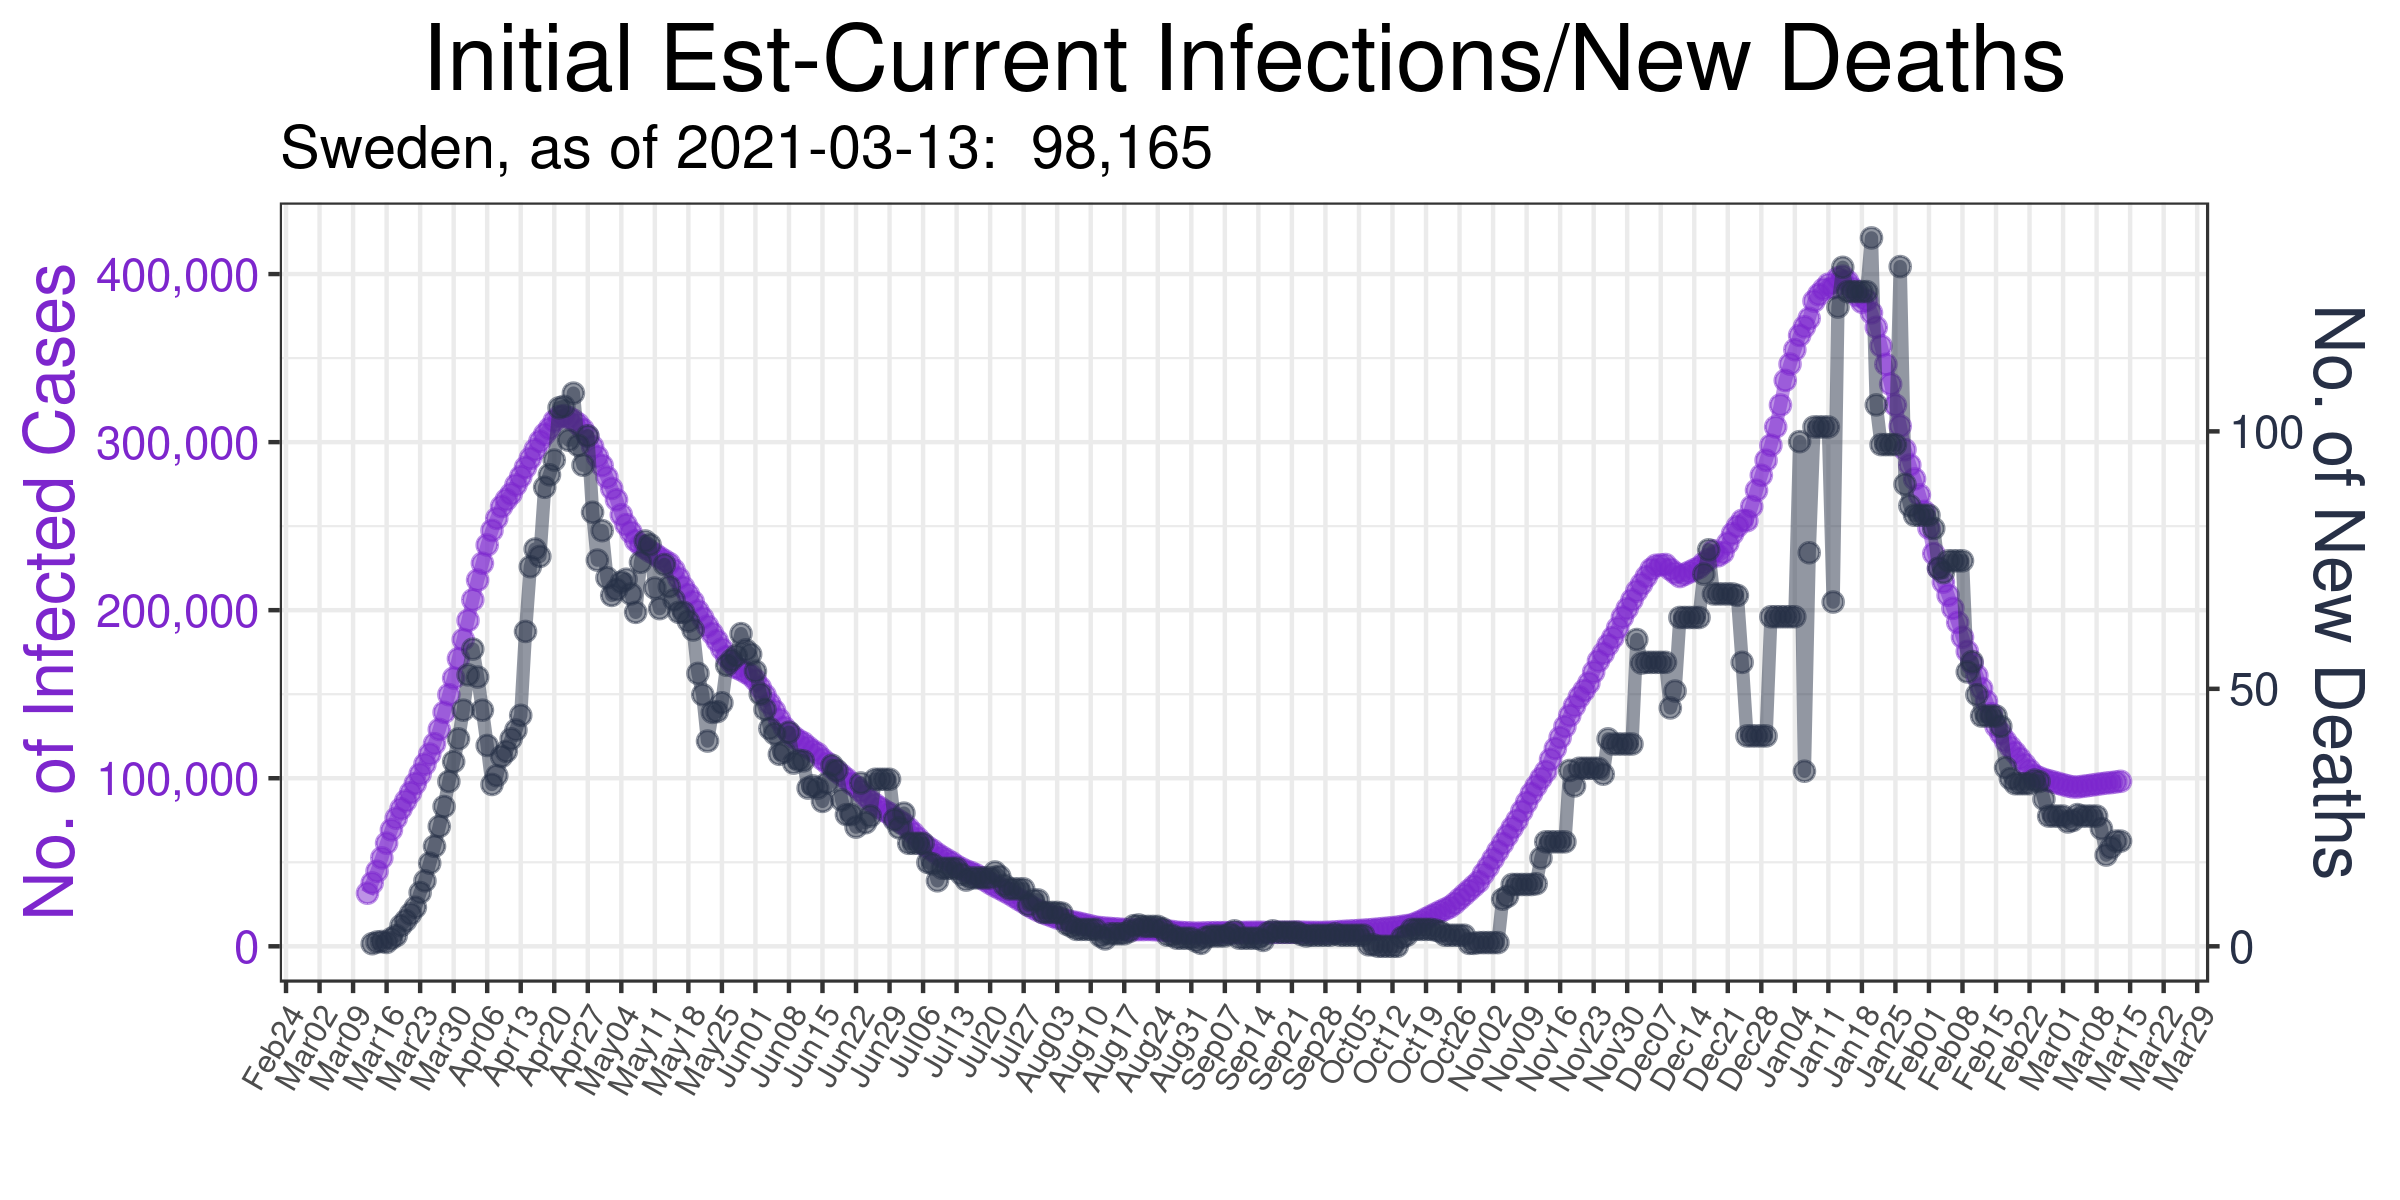 Initial Est-Current Infections/New Deaths
Sweden, as of 2021-03-13:  98,165
No. of Infected Cases
400,000
300,000
200,000
100,000
0
No. of New Deaths
100
50
0
Feb24
Mar02
Mar09
Mar16
Mar23
Mar30
Apr06
Apr13
Apr20
Apr27
May04
May11
May18
May25
Jun01
Jun08
Jun15
Jun22
Jun29
Jul06
Jul13
Jul20
Jul27
Aug03
Aug10
Aug17
Aug24
Aug31
Sep07
Sep14
Sep21
Sep28
Oct05
Oct12
Oct19
Oct26
Nov02
Nov09
Nov16
Nov23
Nov30
Dec07
Dec14
Dec21
Dec28
Jan04
Jan11
Jan18
Jan25
Feb01
Feb08
Feb15
Feb22
Mar01
Mar08
Mar15
Mar22
Mar29